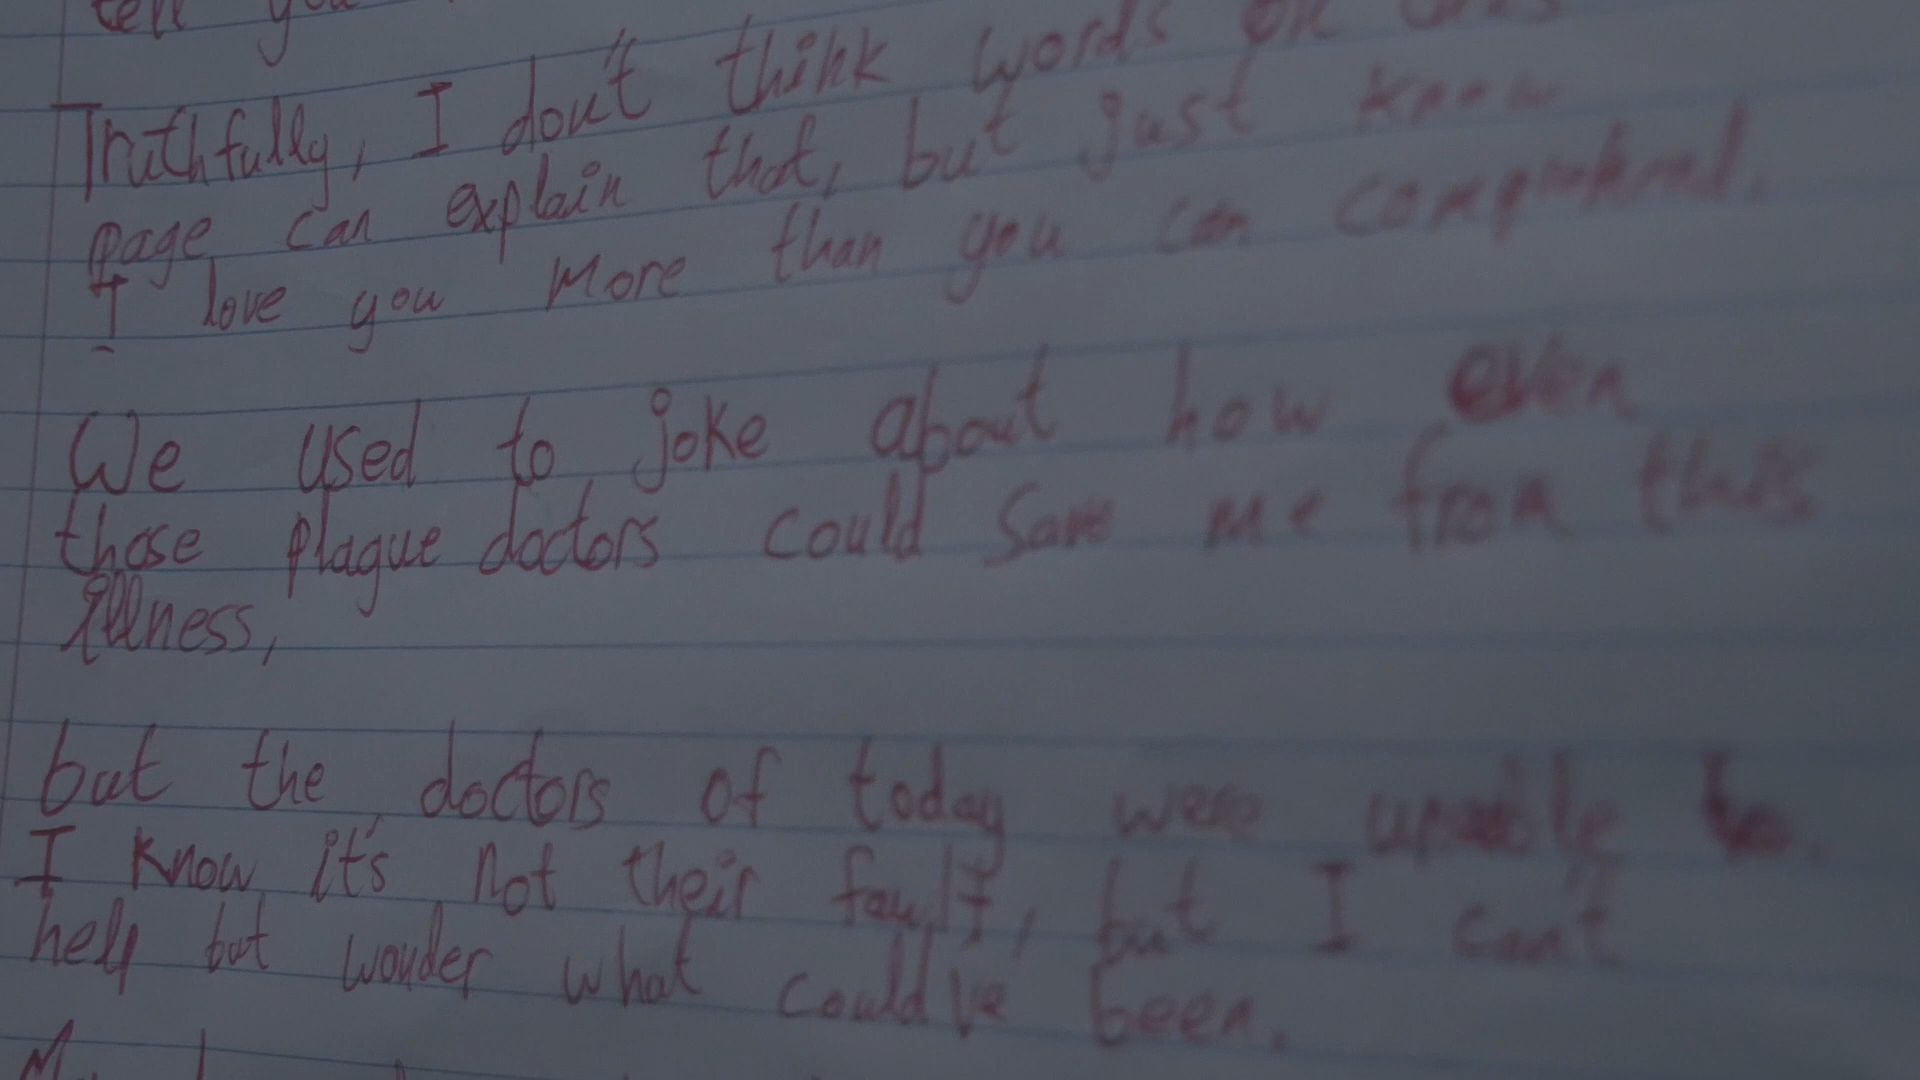 tell you
Truthfully, I don't think words on
page can explain that, but just know
I love you more than you can comprehend.
We used to joke about how even
those plague doctors could save me from this
illness,
but the doctors of today were unable to.
I know it's not their fault, but I can't
help but wonder what could've been.